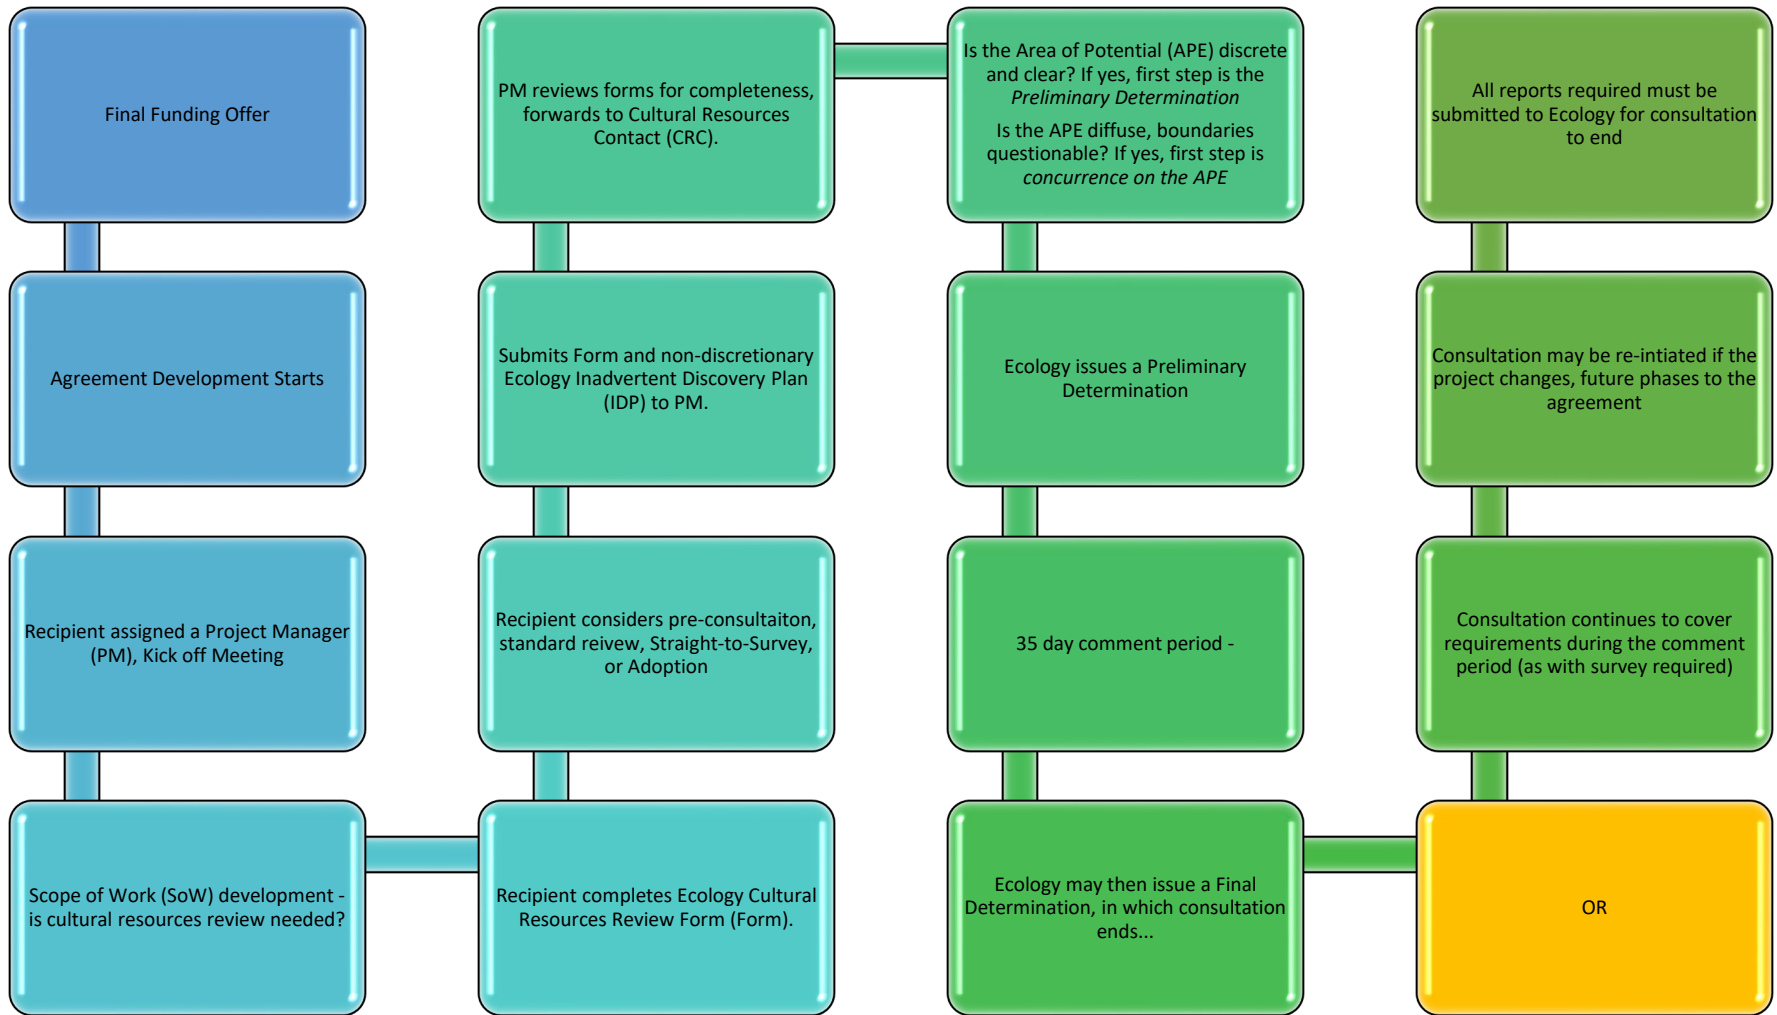 Final Funding Offer
Agreement Development Starts
Recipient assigned a Project Manager
(PM), Kick off Meeting
Scope of Work (SoW) development -
is cultural resources review needed?
Recipient completes Ecology Cultural
Resources Review Form (Form).
Recipient considers pre-consultaiton,
standard reivew, Straight-to-Survey,
or Adoption
Submits Form and non-discretionary
Ecology Inadvertent Discovery Plan
(IDP) to PM.
PM reviews forms for completeness,
forwards to Cultural Resources
Contact (CRC).
Is the Area of Potential (APE) discrete
and clear? If yes, first step is the
Preliminary Determination
Is the APE diffuse, boundaries
questionable? If yes, first step is
concurrence on the APE
Ecology issues a Preliminary
Determination
35 day comment period -
Ecology may then issue a Final
Determination, in which consultation
ends...
OR
Consultation continues to cover
requirements during the comment
period (as with survey required)
Consultation may be re-intiated if the
project changes, future phases to the
agreement
All reports required must be
submitted to Ecology for consultation
to end